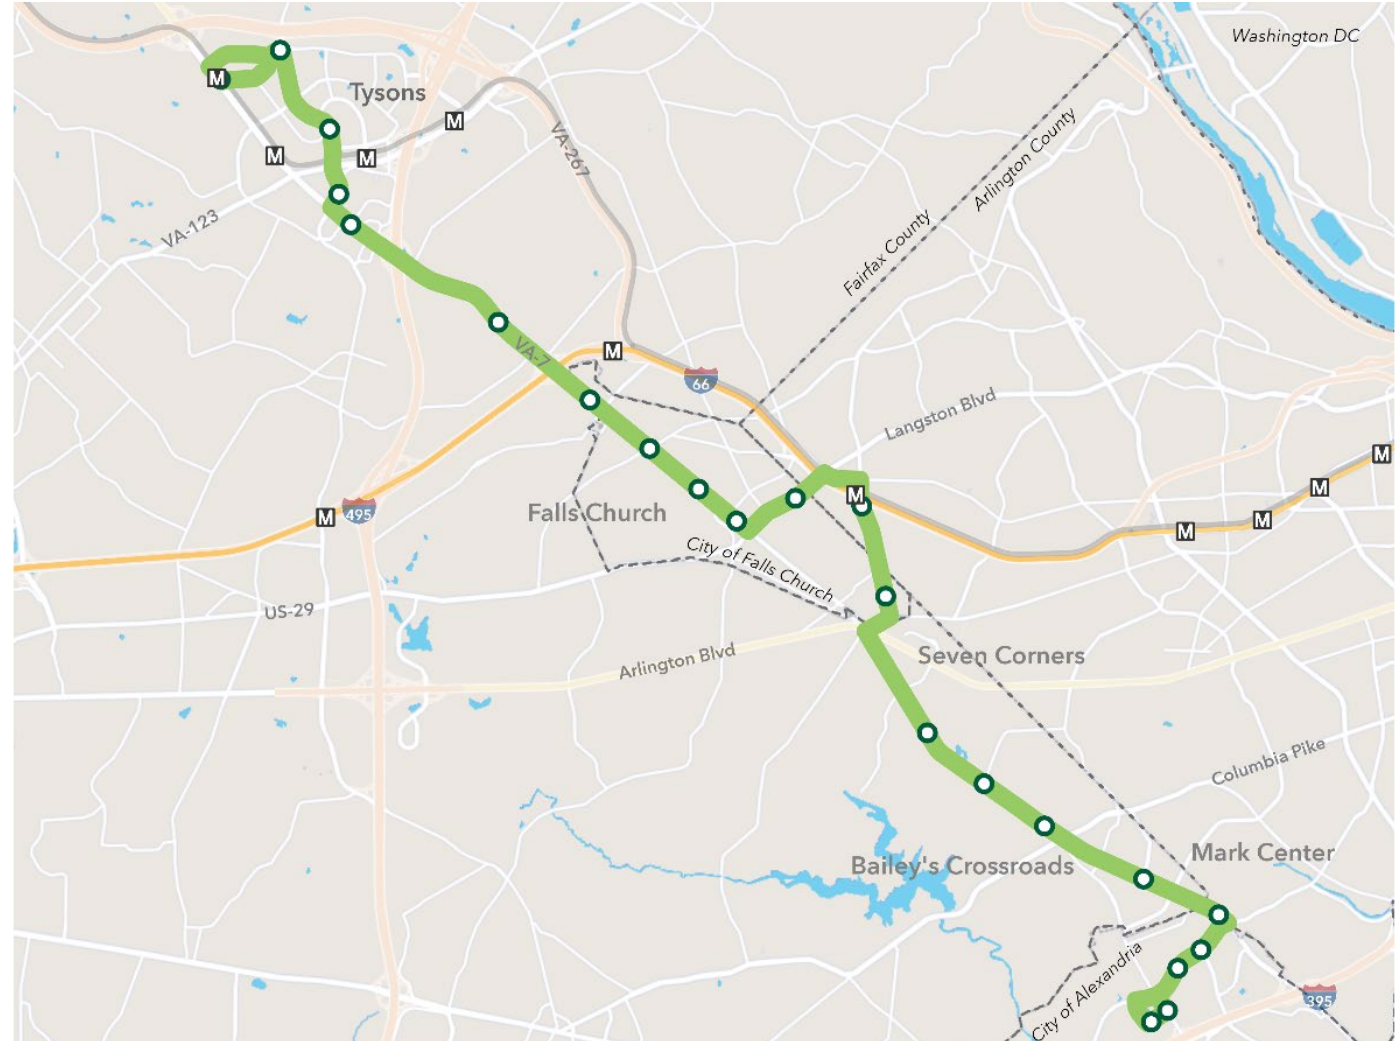 Washington DC
M
Tysons
M
VA-267
M
M
Arlington County
VA-123
Fairfax County
VA-7
M
66
Langston Blvd
M
M
M
M
495
Falls Church
M
M
City of Falls Church
US-29
Arlington Blvd
Seven Corners
Columbia Pike
Bailey's Crossroads
Mark Center
City of Alexandria
395